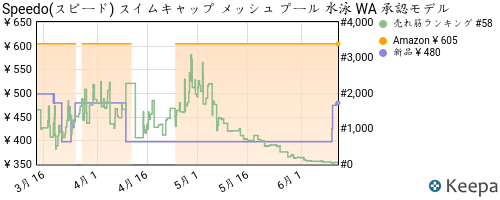 Speedo(スピード) スイムキャップ メッシュ プール 水泳 WA 承認モデル
¥ 650
¥ 600
¥ 550
¥ 500
¥ 450
¥ 400
¥ 350
#4,000
#3,000
#2,000
#1,000
#0
3月 16
4月 1
4月 16
5月 1
5月 16
6月 1
売れ筋ランキング #58
Amazon ¥ 605
新品 ¥ 480
Keepa